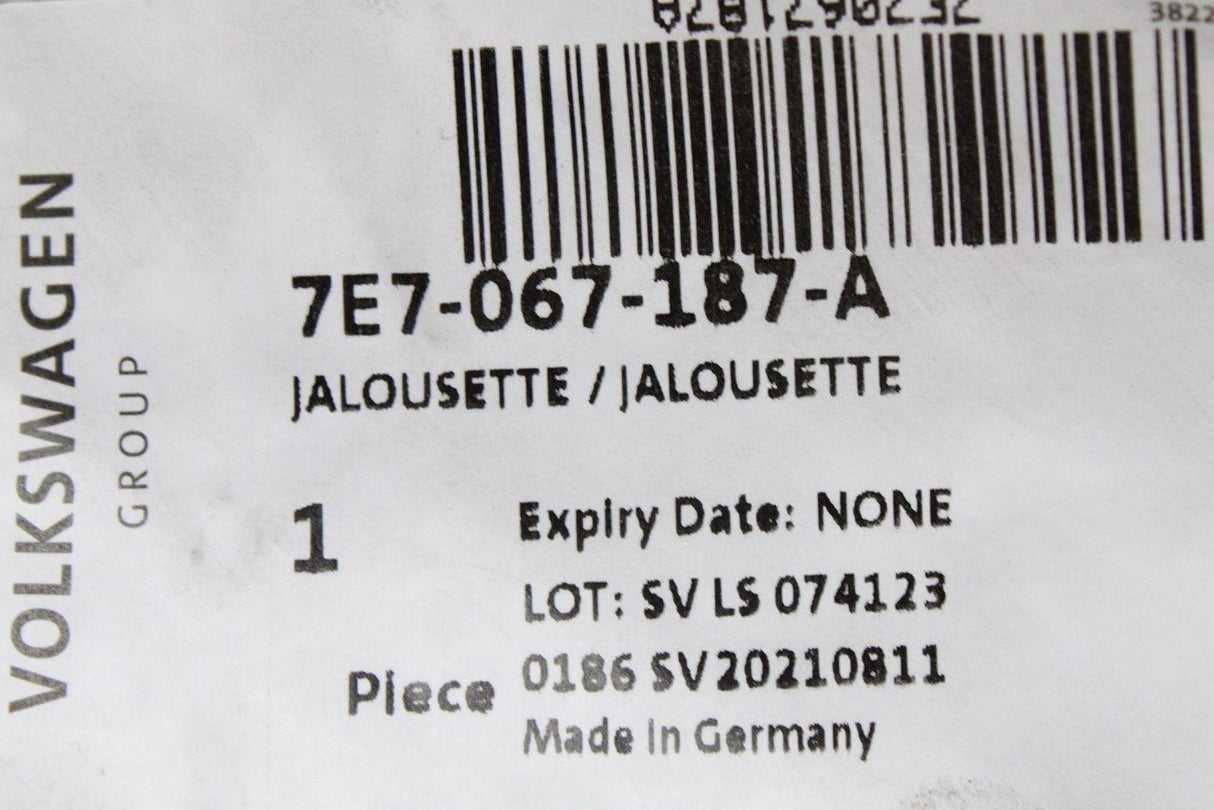 3822
7E7-067-187-A
JALOUSETTE / JALOUSETTE
1
Piece
Expiry Date: NONE
LOT: SV LS 074123
0186 SV20210811
Made in Germany
VOLKSWAGEN
GROUP